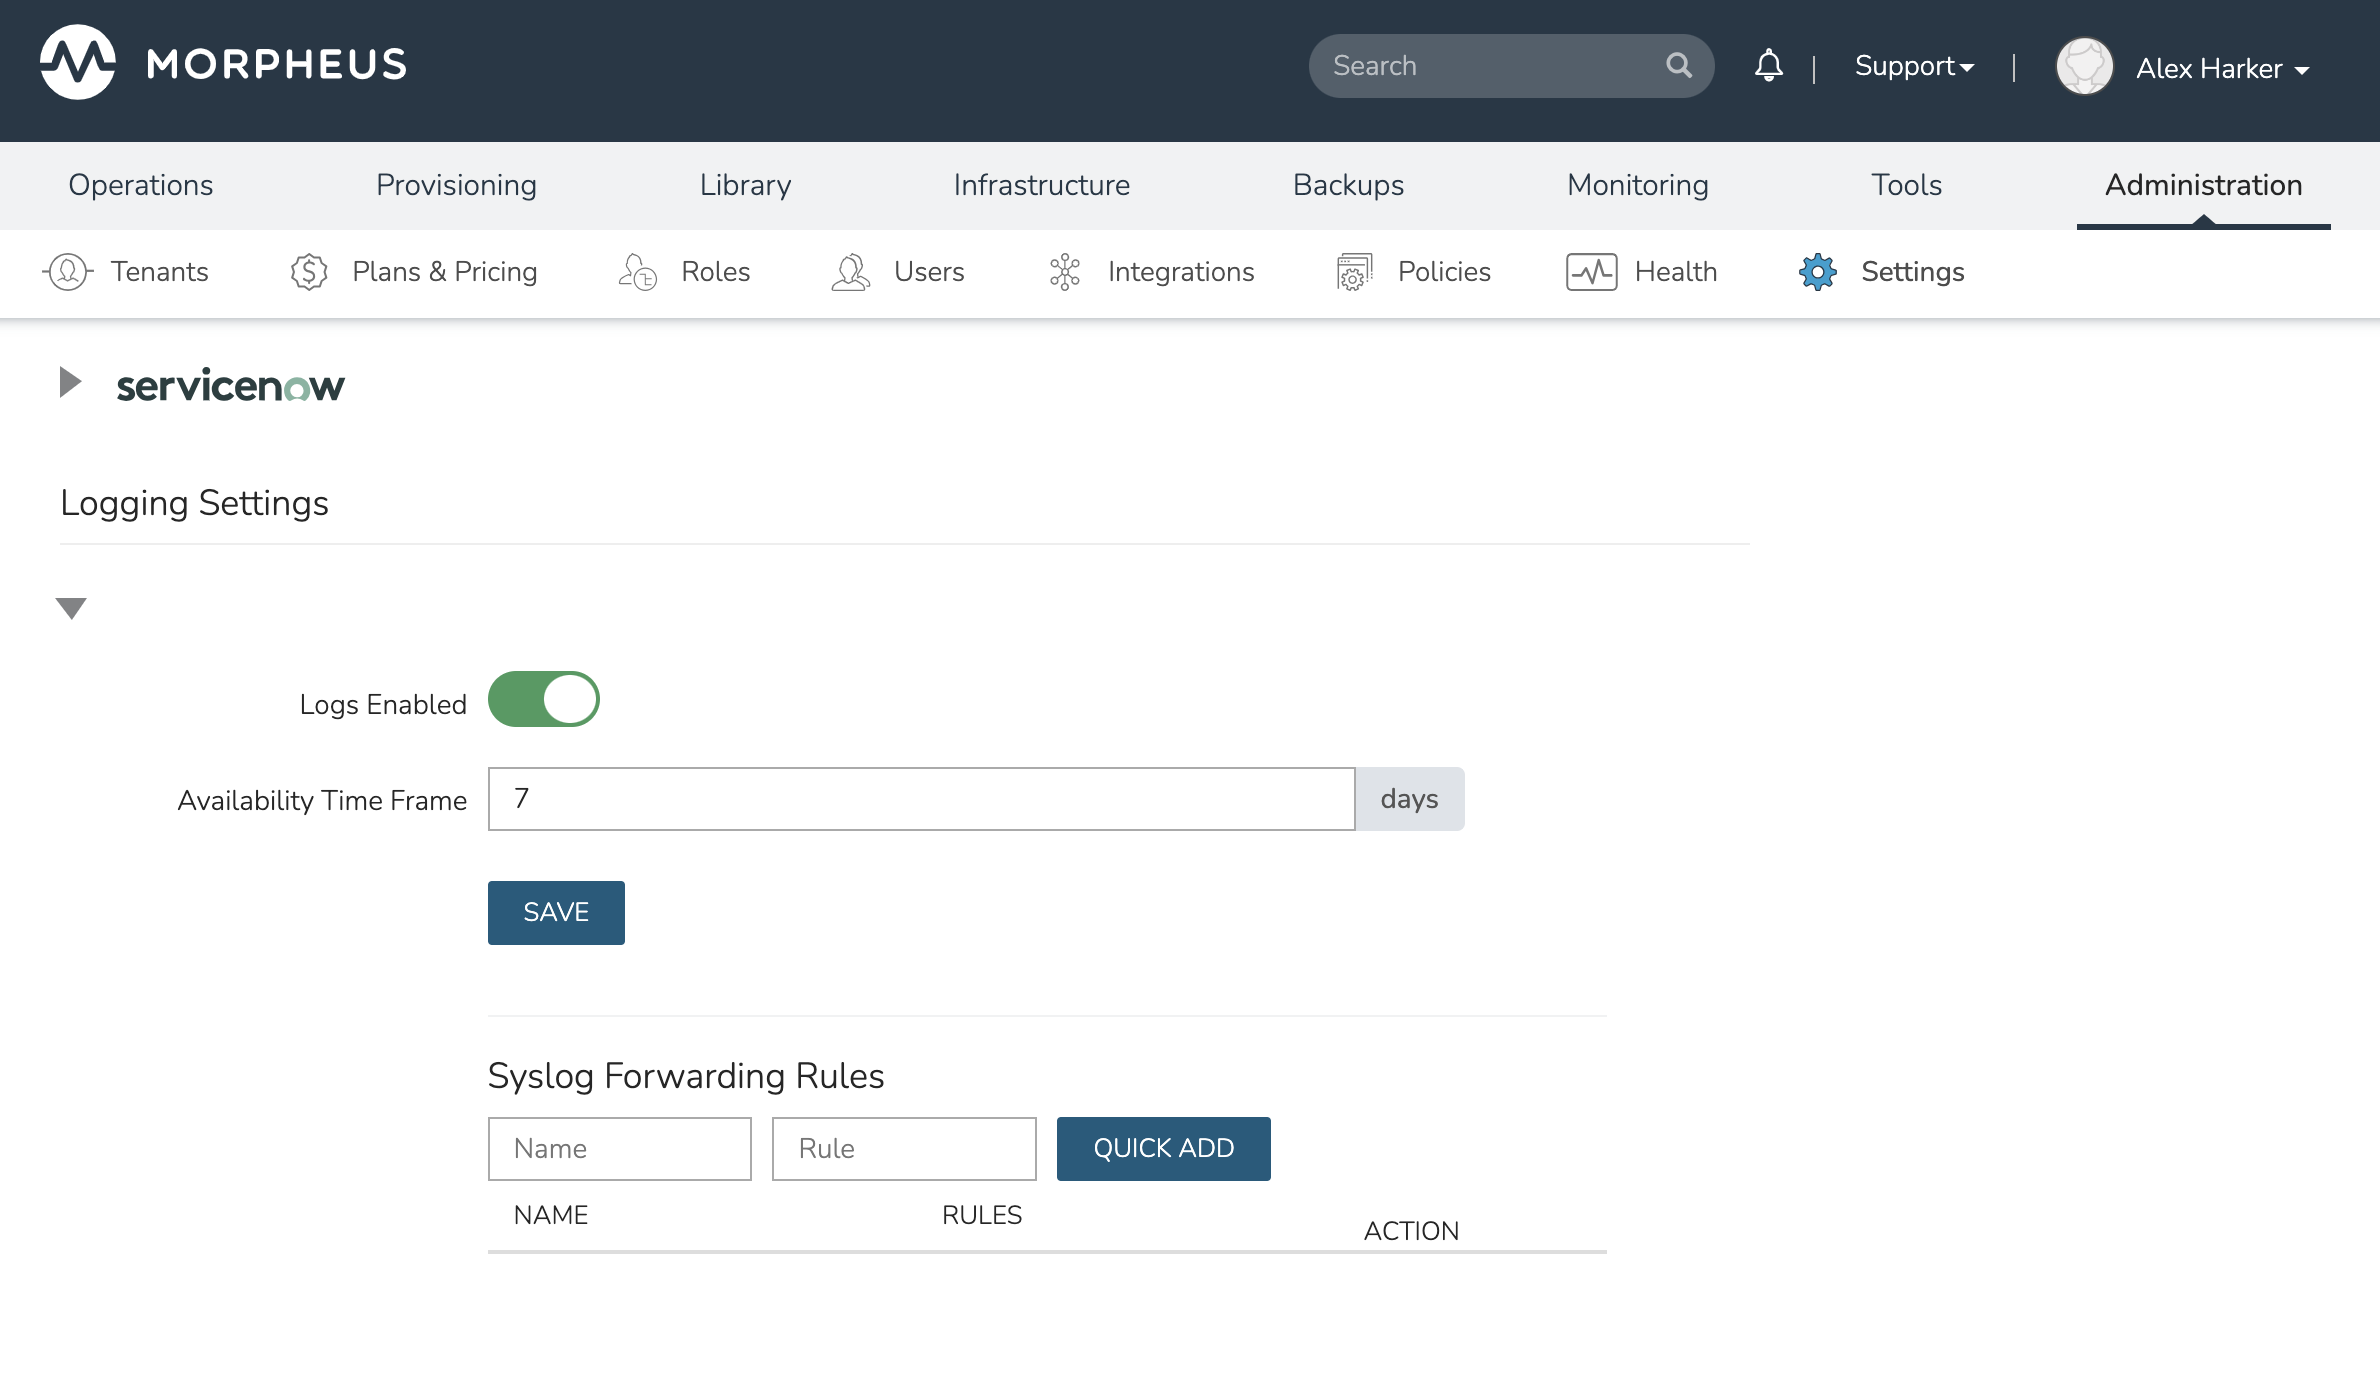 MORPHEUS
Search
Support
Alex Harker
Operations
Provisioning
Library
Infrastructure
Backups
Monitoring
Tools
Administration
Tenants
Plans & Pricing
Roles
Users
Integrations
Policies
Health
Settings
servicenow
Logging Settings
Logs Enabled
Availability Time Frame
7
days
SAVE
Syslog Forwarding Rules
Name
Rule
QUICK ADD
NAME
RULES
ACTION